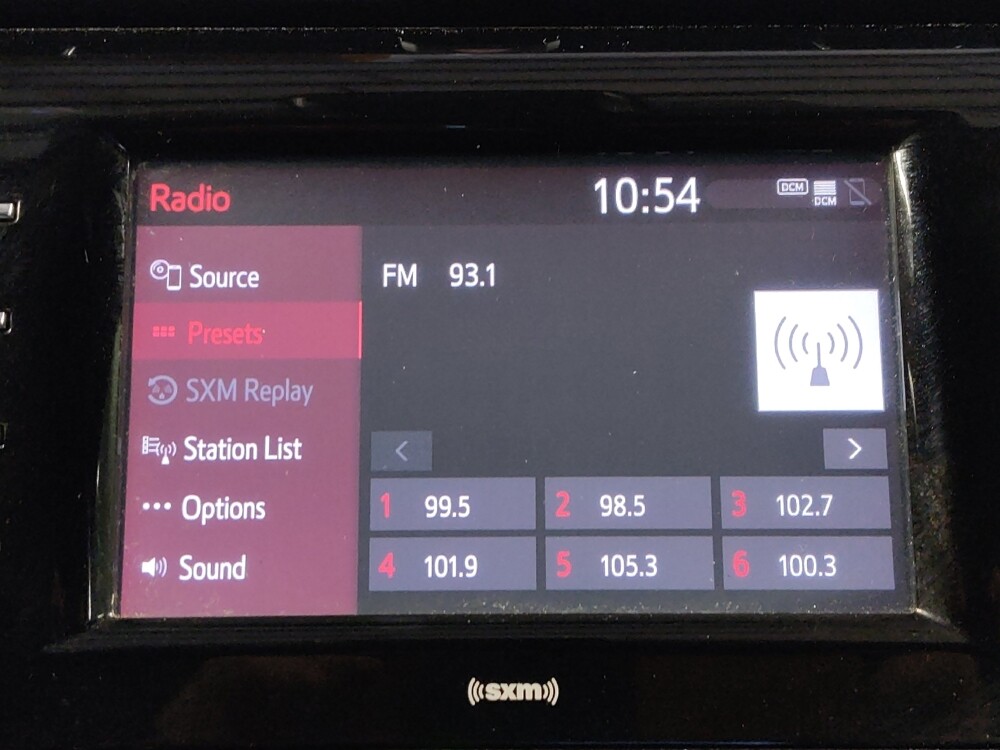 Radio
10:54
DCM
DCM
Source
FM 93.1
Presets
SXM Replay
Station List
Options
Sound
1 99.5
2 98.5
3 102.7
4 101.9
5 105.3
6 100.3
sxm